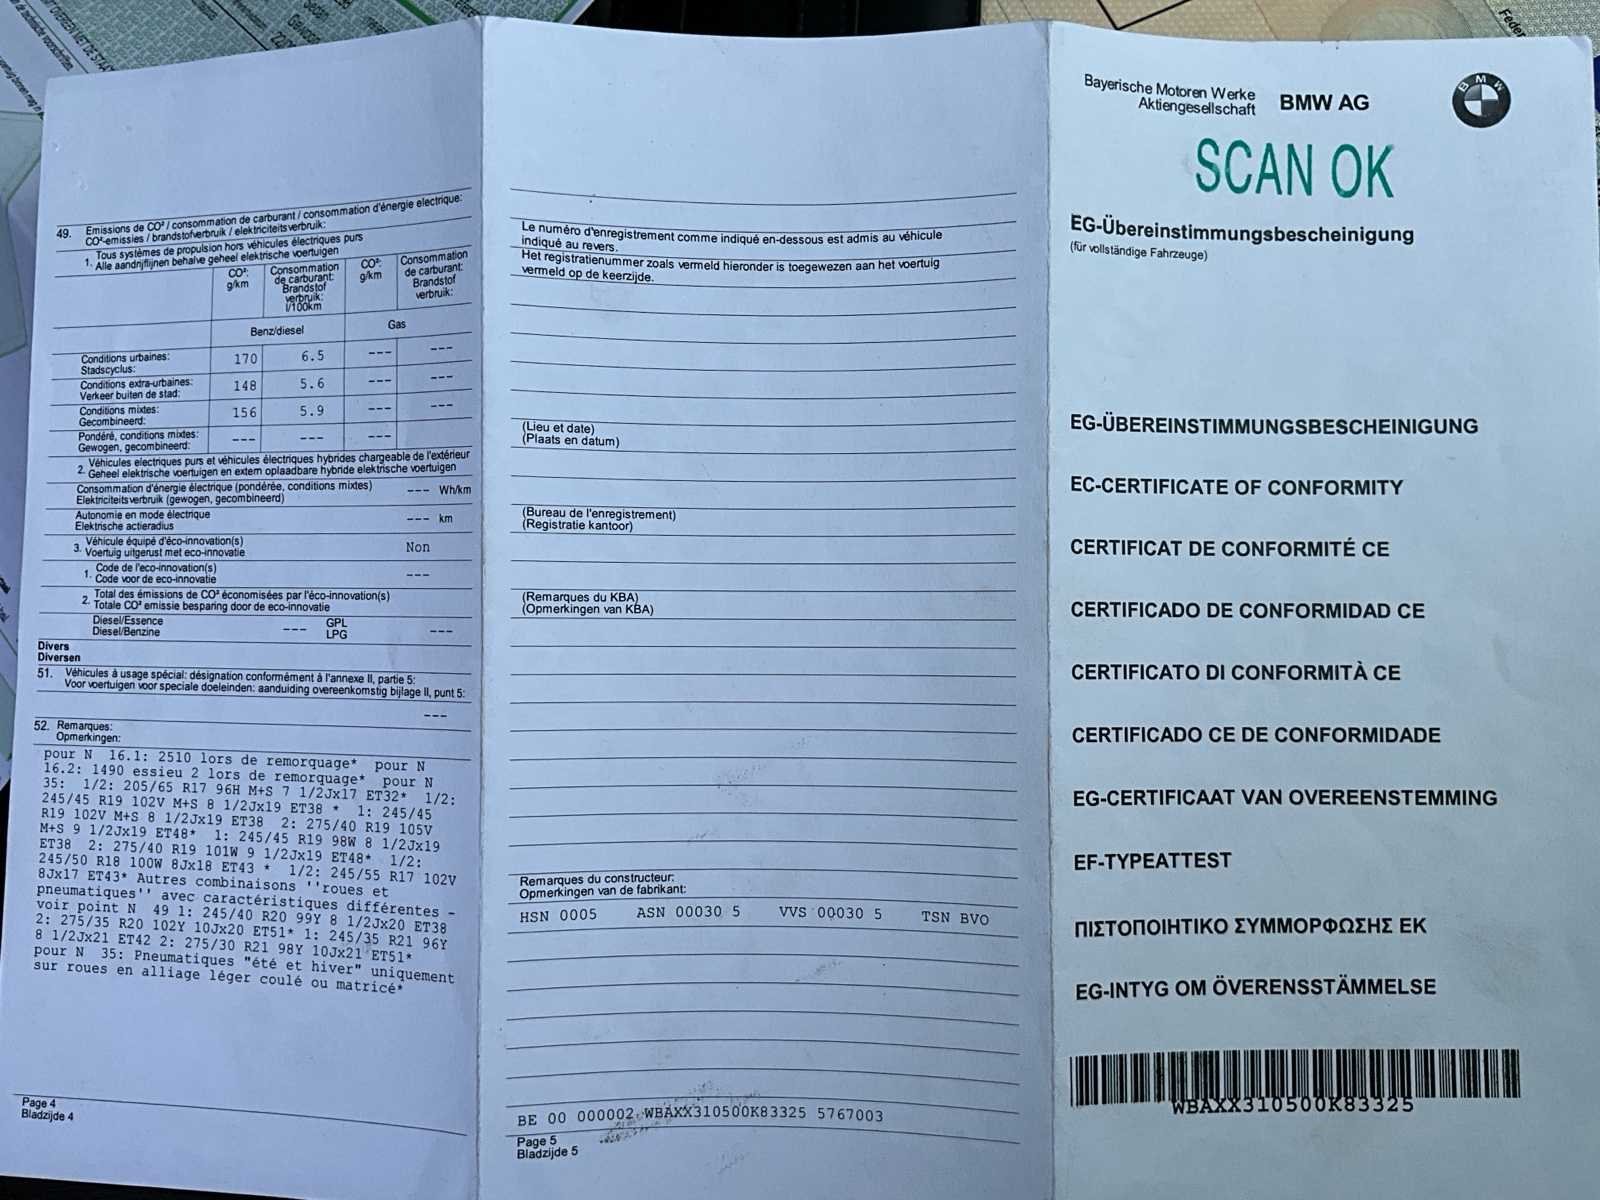 49. Emissions de CO² / consommation de carburant / consommation d'énergie electrique:
CO²-emissies / brandstofverbruik / elektriciteitsverbruik:
1. Tous systèmes de propulsion hors véhicules électriques purs
Alle aandrijflijnen behalve geheel elektrische voertuigen
CO²: g/km
Consommation de carburant: Brandstof verbruik: l/100km
CO²: g/km
Consommation de carburant: Brandstof verbruik:
Benz/diesel Gas
Conditions urbaines: 170 6.5 --- ---
Stadscyclus:
Conditions extra-urbaines: 148 5.6 --- ---
Verkeer buiten de stad:
Conditions mixtes: 156 5.9 --- ---
Gecombineerd:
Pondéré, conditions mixtes: --- --- ---
Gewogen, gecombineerd:
2. Véhicules electriques purs et véhicules électriques hybrides chargeable de l'extérieur
Geheel elektrische voertuigen en extern oplaadbare hybride elektrische voertuigen
Consommation d'énergie électrique (pondérée, conditions mixtes) --- Wh/km
Elektriciteitsverbruik (gewogen, gecombineerd)
Autonomie en mode électrique --- km
Elektrische actieradius
3. Véhicule équipé d'éco-innovation(s) Non
Voertuig uitgerust met eco-innovatie
1. Code de l'eco-innovation(s) ---
Code voor de eco-innovatie
2. Total des émissions de CO² économisées par l'éco-innovation(s)
Totale CO² emissie besparing door de eco-innovatie
Diesel/Essence --- GPL ---
Diesel/Benzine LPG
Divers
Diversen
51. Véhicules à usage spécial: désignation conformément à l'annexe II, partie 5:
Voor voertuigen voor speciale doeleinden: aanduiding overeenkomstig bijlage II, punt 5:
---
52. Remarques:
Opmerkingen:
pour N 16.1: 2510 lors de remorquage* pour N
16.2: 1490 essieu 2 lors de remorquage* pour N
35: 1/2: 205/65 R17 96H M+S 7 1/2Jx17 ET32* 1/2:
245/45 R19 102V M+S 8 1/2Jx19 ET38 * 1: 245/45
R19 102V M+S 8 1/2Jx19 ET38 2: 275/40 R19 105V
M+S 9 1/2Jx19 ET48* 1: 245/45 R19 98W 8 1/2Jx19
ET38 2: 275/40 R19 101W 9 1/2Jx19 ET48* 1/2:
245/50 R18 100W 8Jx18 ET43 * 1/2: 245/55 R17 102V
8Jx17 ET43* Autres combinaisons ''roues et
pneumatiques'' avec caractéristiques différentes -
voir point N 49 1: 245/40 R20 99Y 8 1/2Jx20 ET38
2: 275/35 R20 102Y 10Jx20 ET51* 1: 245/35 R21 96Y
8 1/2Jx21 ET42 2: 275/30 R21 98Y 10Jx21 ET51*
pour N 35: Pneumatiques "été et hiver" uniquement
sur roues en alliage léger coulé ou matricé*
Page 4
Bladzijde 4
Le numéro d'enregistrement comme indiqué en-dessous est admis au véhicule
indiqué au revers.
Het registratienummer zoals vermeld hieronder is toegewezen aan het voertuig
vermeld op de keerzijde.
(Lieu et date)
(Plaats en datum)
(Bureau de l'enregistrement)
(Registratie kantoor)
(Remarques du KBA)
(Opmerkingen van KBA)
Remarques du constructeur:
Opmerkingen van de fabrikant:
HSN 0005 ASN 00030 5 VVS 00030 5 TSN BVO
BE 00 000002 WBAXX310500K83325 5767003
Page 5
Bladzijde 5
Bayerische Motoren Werke
Aktiengesellschaft BMW AG
BMW
SCAN OK
EG-Übereinstimmungsbescheinigung
(für vollständige Fahrzeuge)
EG-ÜBEREINSTIMMUNGSBESCHEINIGUNG
EC-CERTIFICATE OF CONFORMITY
CERTIFICAT DE CONFORMITÉ CE
CERTIFICADO DE CONFORMIDAD CE
CERTIFICATO DI CONFORMITÀ CE
CERTIFICADO CE DE CONFORMIDADE
EG-CERTIFICAAT VAN OVEREENSTEMMING
EF-TYPEATTEST
ΠΙΣΤΟΠΟΙΗΤΙΚΟ ΣΥΜΜΟΡΦΩΣΗΣ ΕΚ
EG-INTYG OM ÖVERENSSTÄMMELSE
WBAXX310500K83325